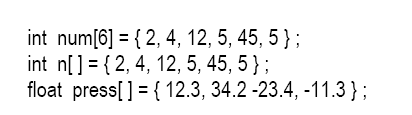 int num[6] = { 2, 4, 12, 5, 45, 5 } ;
int n[ ] = { 2, 4, 12, 5, 45, 5 } ;
float press[ ] = { 12.3, 34.2 -23.4, -11.3 } ;